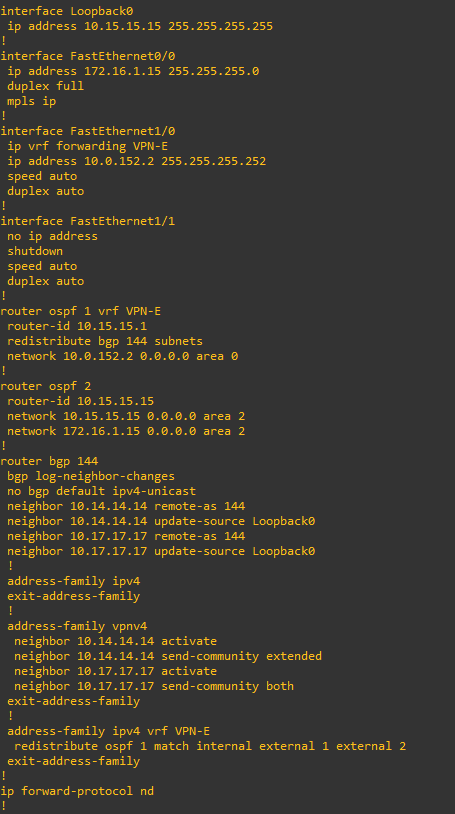 interface Loopback0
ip address 10.15.15.15 255.255.255.255
!
interface FastEthernet0/0
ip address 172.16.1.15 255.255.255.0
duplex full
mpls ip
!
interface FastEthernet1/0
ip vrf forwarding VPN-E
ip address 10.0.152.2 255.255.255.252
speed auto
duplex auto
!
interface FastEthernet1/1
no ip address
shutdown
speed auto
duplex auto
!
router ospf 1 vrf VPN-E
router-id 10.15.15.1
redistribute bgp 144 subnets
network 10.0.152.2 0.0.0.0 area 0
!
router ospf 2
router-id 10.15.15.15
network 10.15.15.15 0.0.0.0 area 2
network 172.16.1.15 0.0.0.0 area 2
!
router bgp 144
bgp log-neighbor-changes
no bgp default ipv4-unicast
neighbor 10.14.14.14 remote-as 144
neighbor 10.14.14.14 update-source Loopback0
neighbor 10.17.17.17 remote-as 144
neighbor 10.17.17.17 update-source Loopback0
!
address-family ipv4
exit-address-family
!
address-family vpnv4
neighbor 10.14.14.14 activate
neighbor 10.14.14.14 send-community extended
neighbor 10.17.17.17 activate
neighbor 10.17.17.17 send-community both
exit-address-family
!
address-family ipv4 vrf VPN-E
redistribute ospf 1 match internal external 1 external 2
exit-address-family
!
ip forward-protocol nd
!